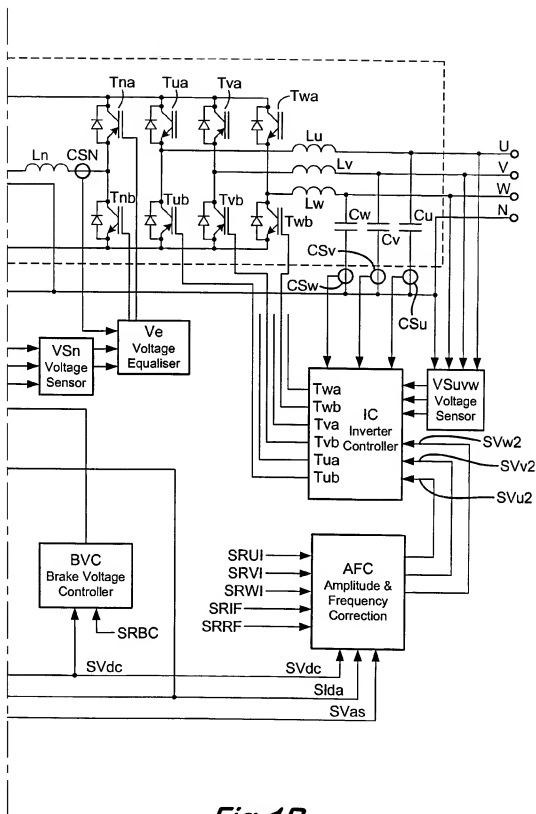 Tna
Tua
Tva
Twa
Ln
CSN
Lu
Lv
Lw
U
V
W
N
Tnb
Tub
Tvb
Twb
Cw
Cv
Cu
CSv
CSw
CSu
VSn
Voltage
Sensor
Ve
Voltage
Equaliser
Twa
Twb
Tva
Tvb
Tua
Tub
IC
Inverter
Controller
VSuvw
Voltage
Sensor
SVw2
SVv2
SVu2
BVC
Brake Voltage
Controller
SRBC
SRUI
SRVI
SRWI
SRIF
SRRF
AFC
Amplitude &
Frequency
Correction
SVdc
SVdc
SIda
SVas